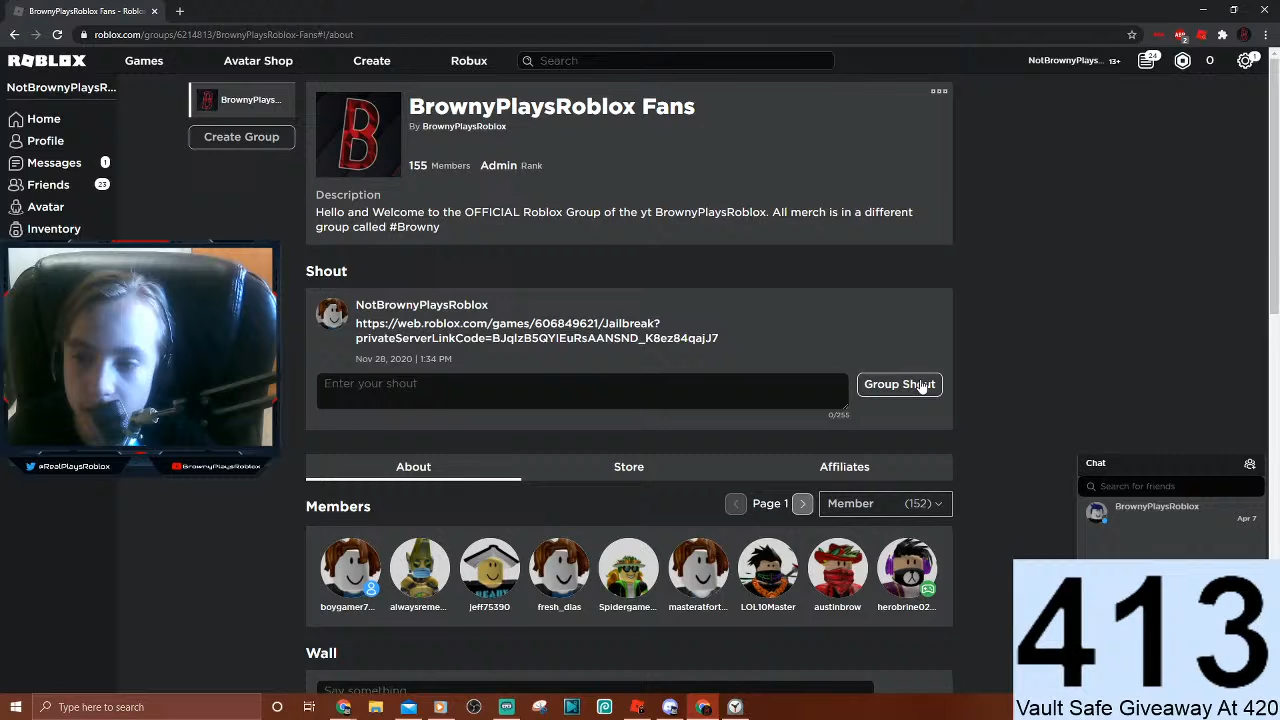 BrownyPlaysRoblox Fans - Roblo
roblox.com/groups/6214813/BrownyPlaysRoblox-Fans#!/about
ROBLOX
Games
Avatar Shop
Create
Robux
Search
NotBrownyPlays... 13+
24
0
1
NotBrownyPlaysR...
Home
Profile
Messages 1
Friends 23
Avatar
Inventory
BrownyPlays...
Create Group
B
BrownyPlaysRoblox Fans
By BrownyPlaysRoblox
155 Members Admin Rank
Description
Hello and Welcome to the OFFICIAL Roblox Group of the yt BrownyPlaysRoblox. All merch is in a different
group called #Browny
Shout
NotBrownyPlaysRoblox
https://web.roblox.com/games/606849621/Jailbreak?
privateServerLinkCode=BJqIzB5QYIEuRsAANSND_K8ez84qajJ7
Nov 28, 2020 | 1:34 PM
Enter your shout
Group Shout
0/255
@RealPlaysRoblox
BrownyPlaysRoblox
About
Store
Affiliates
Members
Page 1
Member (152)
boygamer7...
alwaysreme...
jeff75390
fresh_dias
Spidergame...
masteratfort...
LOL10Master
austinbrow
herobrine02...
Wall
Say something
Chat
Search for friends
BrownyPlaysRoblox
Apr 7
413
Vault Safe Giveaway At 420
Type here to search